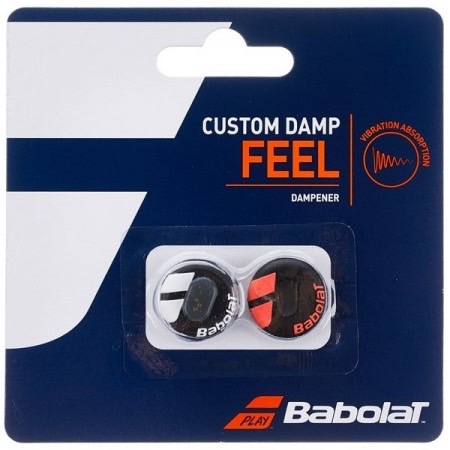 CUSTOM DAMP
FEEL
DAMPENER
VIBRATION ABSORPTION
Babolat
Babolat
PLAY
Babolat